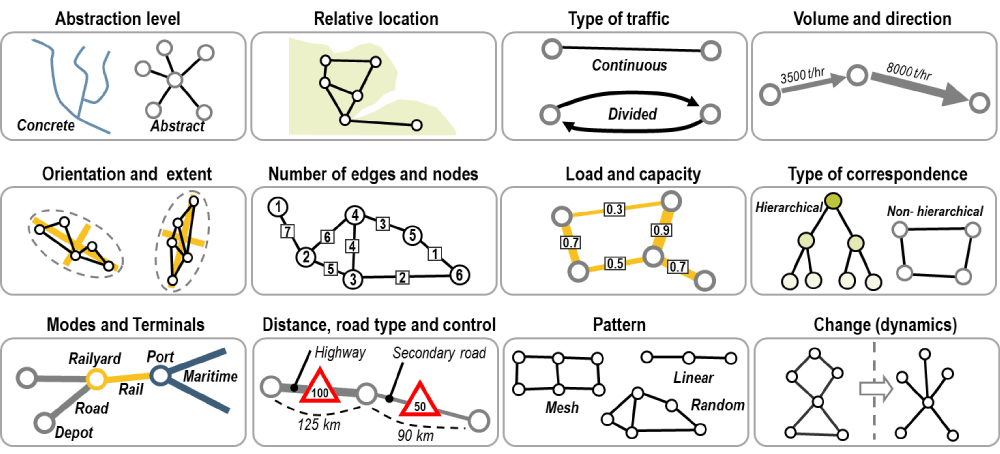 Abstraction level
Relative location
Type of traffic
Volume and direction
Concrete
Abstract
Continuous
Divided
3500 t/hr
8000 t/hr
Orientation and extent
Number of edges and nodes
Load and capacity
Type of correspondence
1
7
2
6
4
3
5
4
5
3
2
1
6
0.3
0.7
0.9
0.5
0.7
Hierarchical
Non- hierarchical
Modes and Terminals
Distance, road type and control
Pattern
Change (dynamics)
Railyard
Port
Rail
Maritime
Road
Depot
Highway
Secondary road
100
50
125 km
90 km
Mesh
Linear
Random